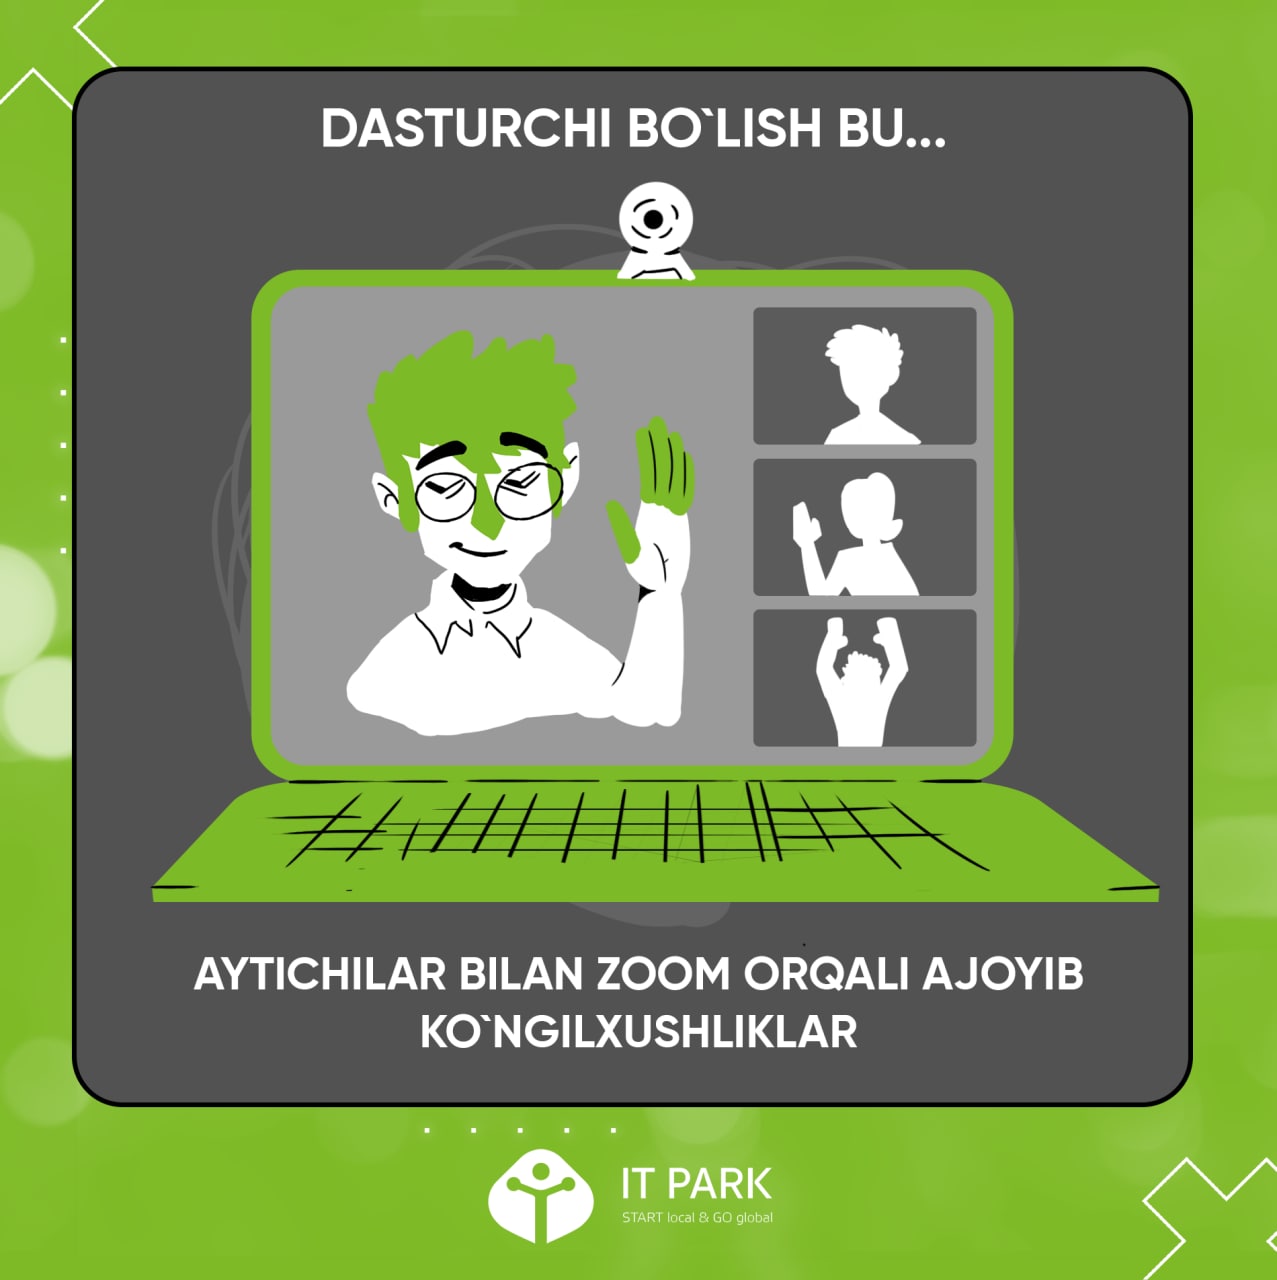 DASTURCHI BO`LISH BU...
AYTICHILAR BILAN ZOOM ORQALI AJOYIB
KO`NGILXUSHLIKLAR
IT PARK
START local & GO global